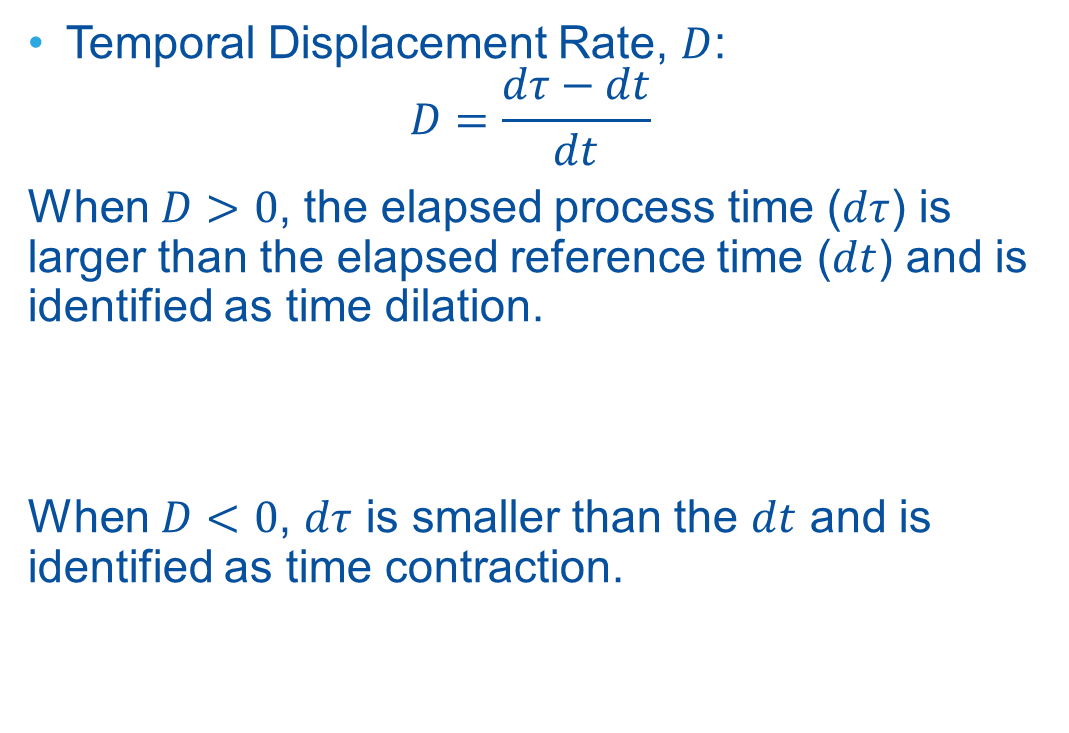 • Temporal Displacement Rate, D:
D = (dτ − dt) / dt
When D > 0, the elapsed process time (dτ) is
larger than the elapsed reference time (dt) and is
identified as time dilation.
When D < 0, dτ is smaller than the dt and is
identified as time contraction.